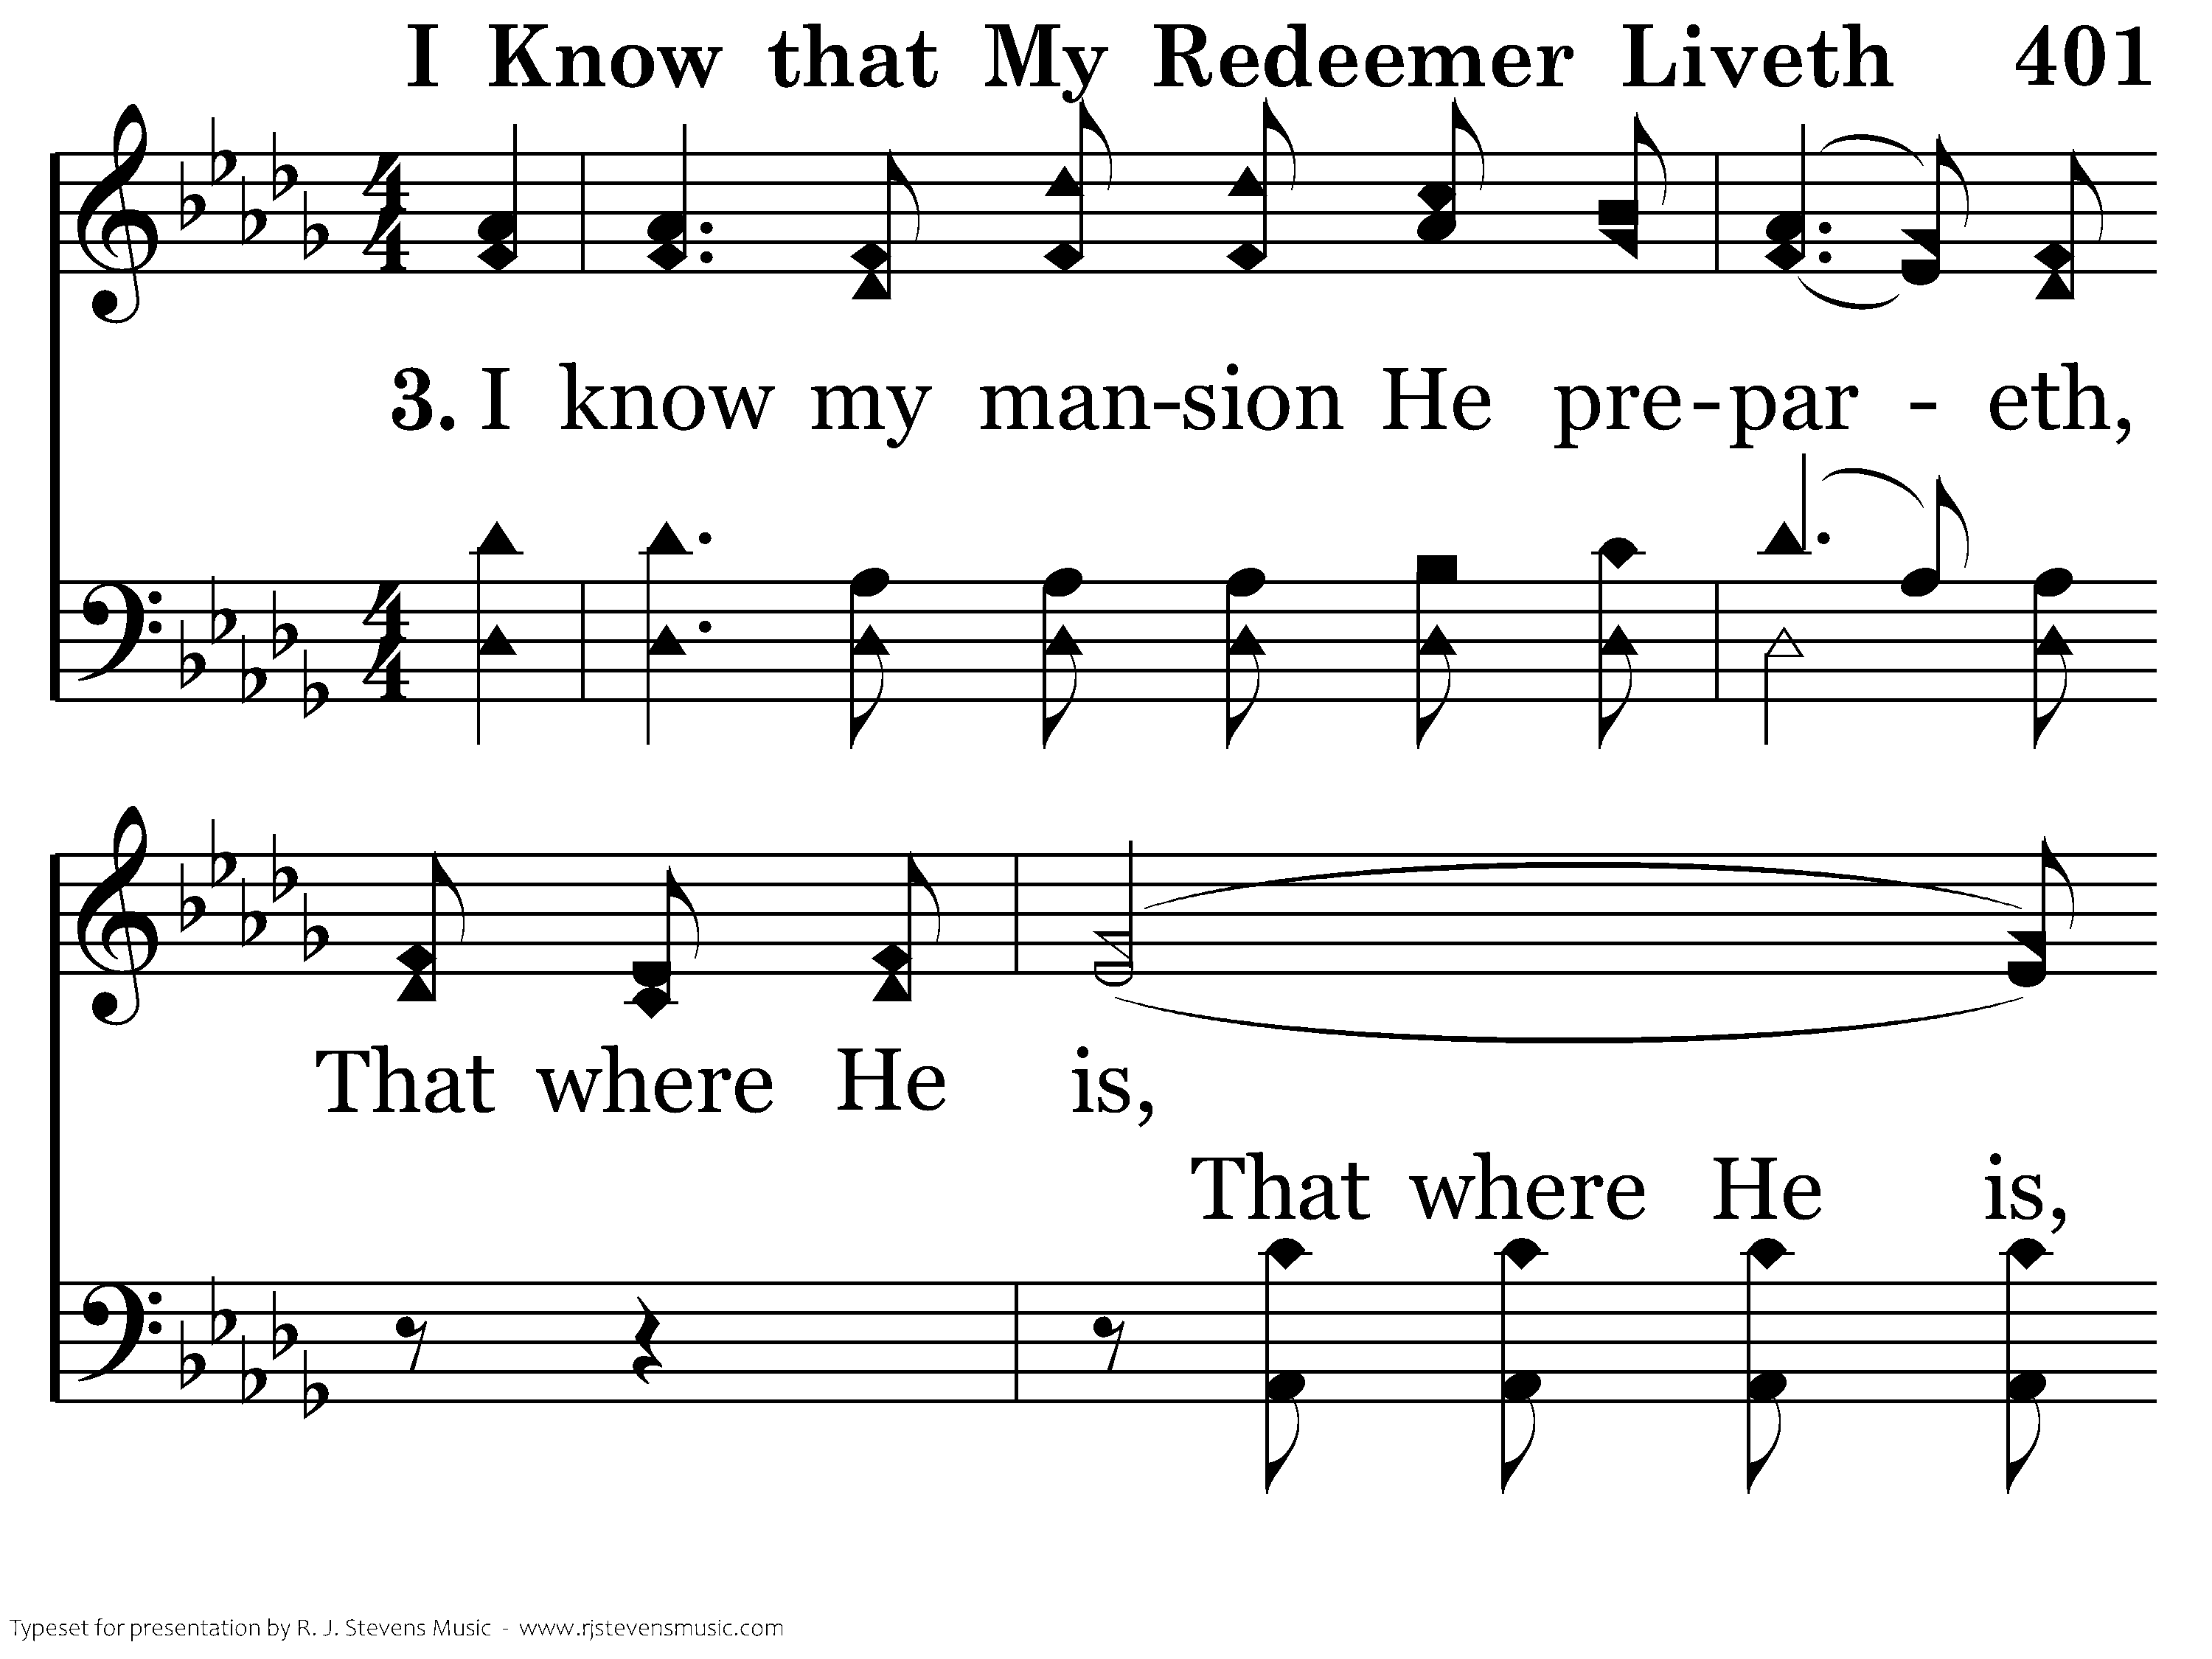 I Know that My Redeemer Liveth 401
3. I know my man-sion He pre-par - eth,
That where He is,
That where He is,
Typeset for presentation by R. J. Stevens Music - www.rjstevensmusic.com